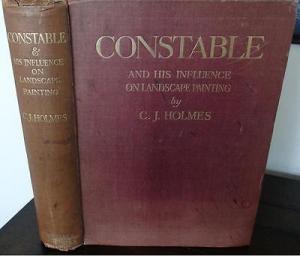 CONSTABLE
&
HIS INFLUENCE
ON
LANDSCAPE
PAINTING
C.J. HOLMES
CONSTABLE
AND HIS INFLUENCE
ON LANDSCAPE PAINTING
by
C. J. HOLMES